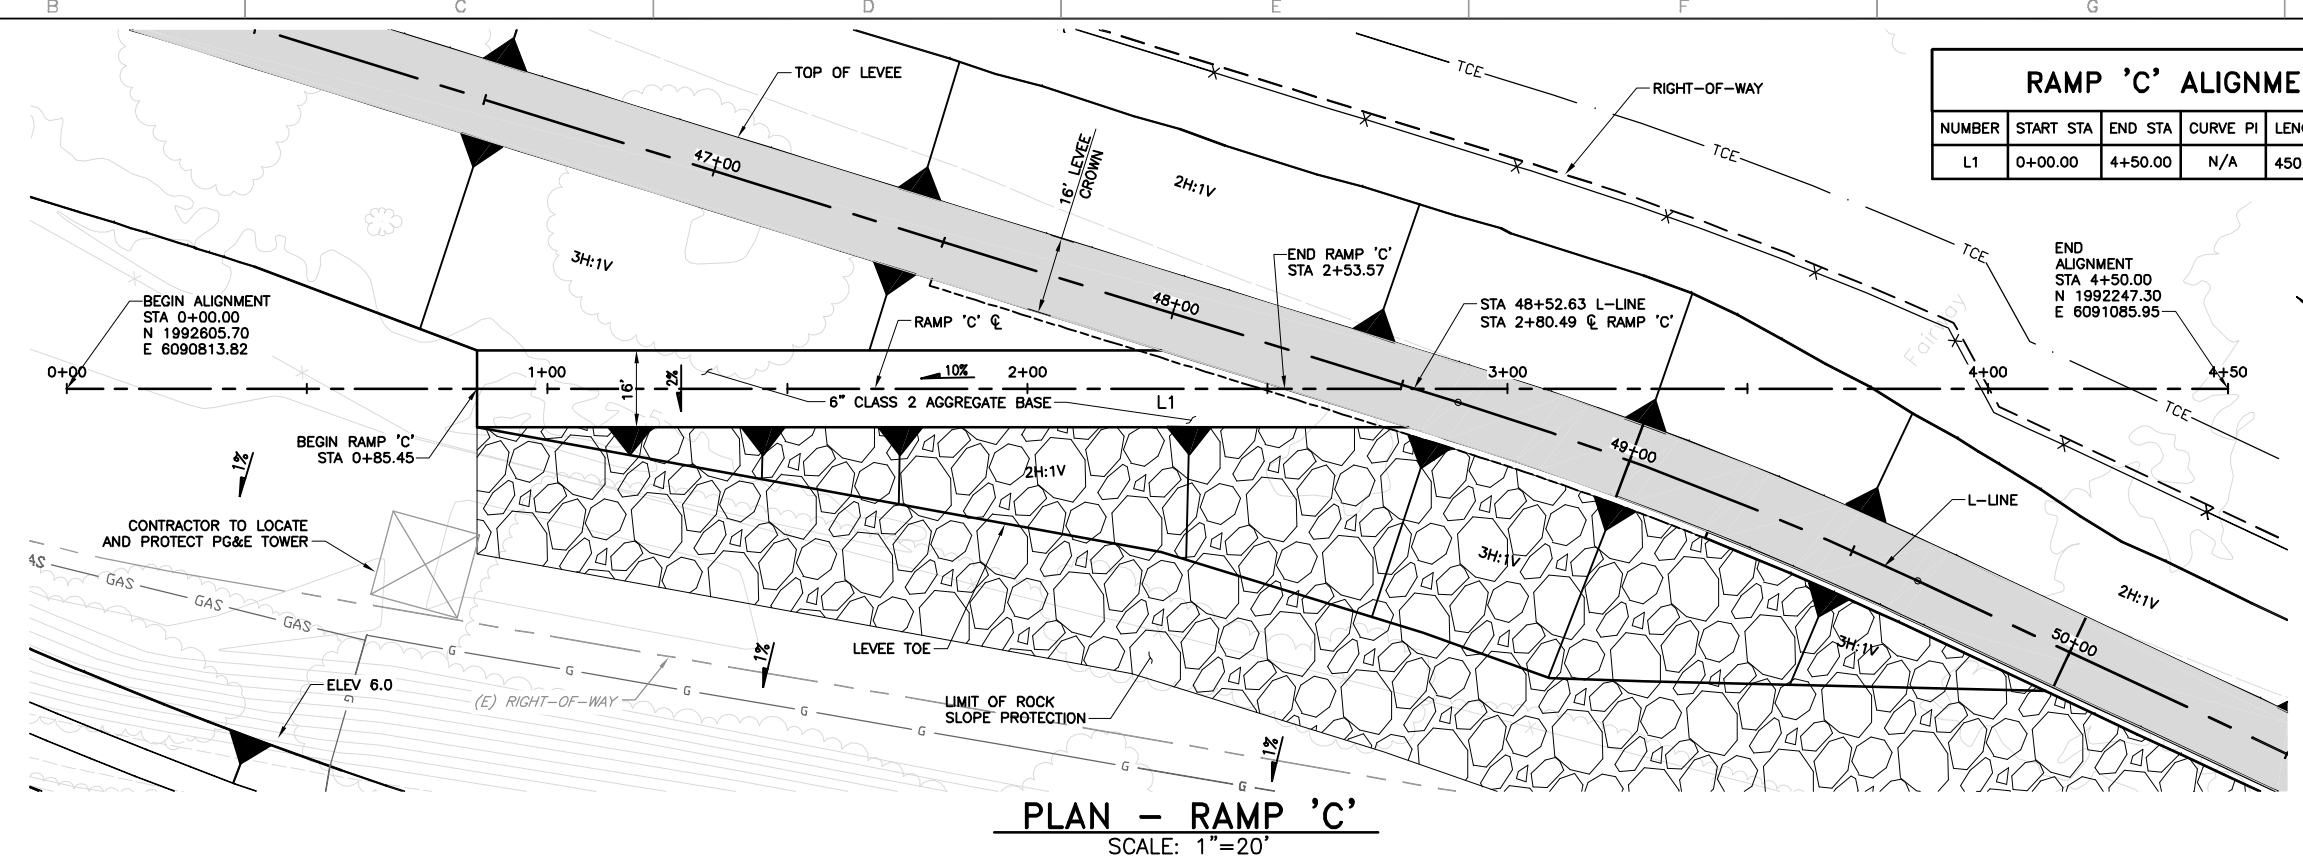 B C D E F G
RAMP 'C' ALIGNME
NUMBER START STA END STA CURVE PI LEN
L1 0+00.00 4+50.00 N/A 450
TOP OF LEVEE
TCE
RIGHT-OF-WAY
TCE
47+00
16' LEVEE
CROWN
2H:1V
3H:1V
TCE
END RAMP 'C'
STA 2+53.57
END
ALIGNMENT
STA 4+50.00
N 1992247.30
E 6091085.95
BEGIN ALIGNMENT
STA 0+00.00
N 1992605.70
E 6090813.82
48+00
RAMP 'C' ℄
STA 48+52.63 L-LINE
STA 2+80.49 ℄ RAMP 'C'
Fairway
0+00 1+00 2+00 3+00 4+00 4+50
16'
2%
10%
6" CLASS 2 AGGREGATE BASE
L1
TCE
BEGIN RAMP 'C'
STA 0+85.45
1%
49+00
2H:1V
L-LINE
CONTRACTOR TO LOCATE
AND PROTECT PG&E TOWER
3H:1V
AS
GAS
GAS
GAS
2H:1V
LEVEE TOE
1%
3H:1V
50+00
G
G
G
G
G
G
G
G
ELEV 6.0
(E) RIGHT-OF-WAY
LIMIT OF ROCK
SLOPE PROTECTION
1%
PLAN - RAMP 'C'
SCALE: 1"=20'